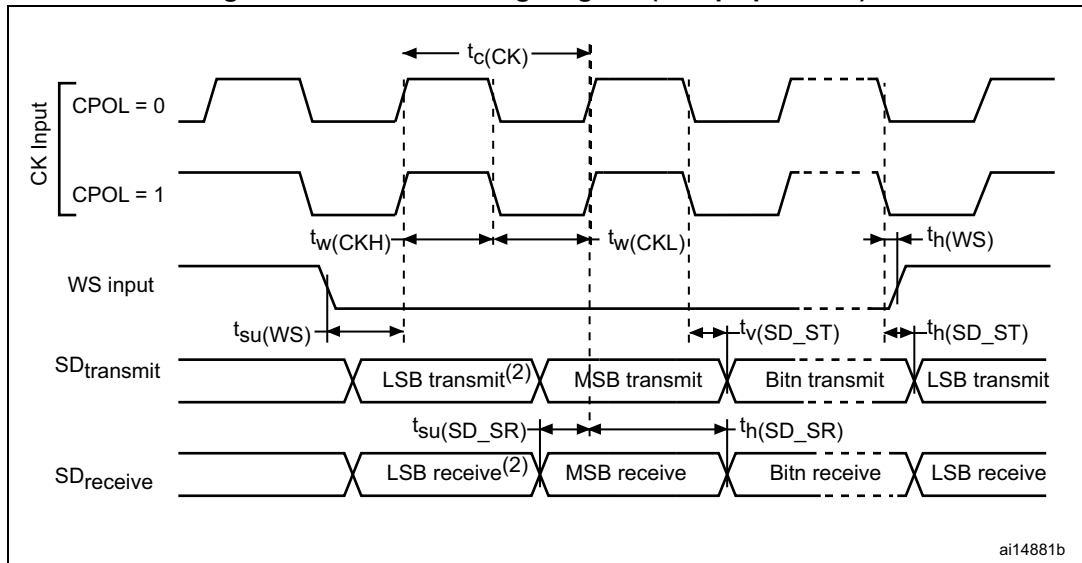 tc(CK)
CK Input
CPOL = 0
CPOL = 1
tw(CKH)
tw(CKL)
th(WS)
WS input
tsu(WS)
tv(SD_ST)
th(SD_ST)
SDtransmit
LSB transmit(2)
MSB transmit
Bitn transmit
LSB transmit
tsu(SD_SR)
th(SD_SR)
SDreceive
LSB receive(2)
MSB receive
Bitn receive
LSB receive
ai14881b